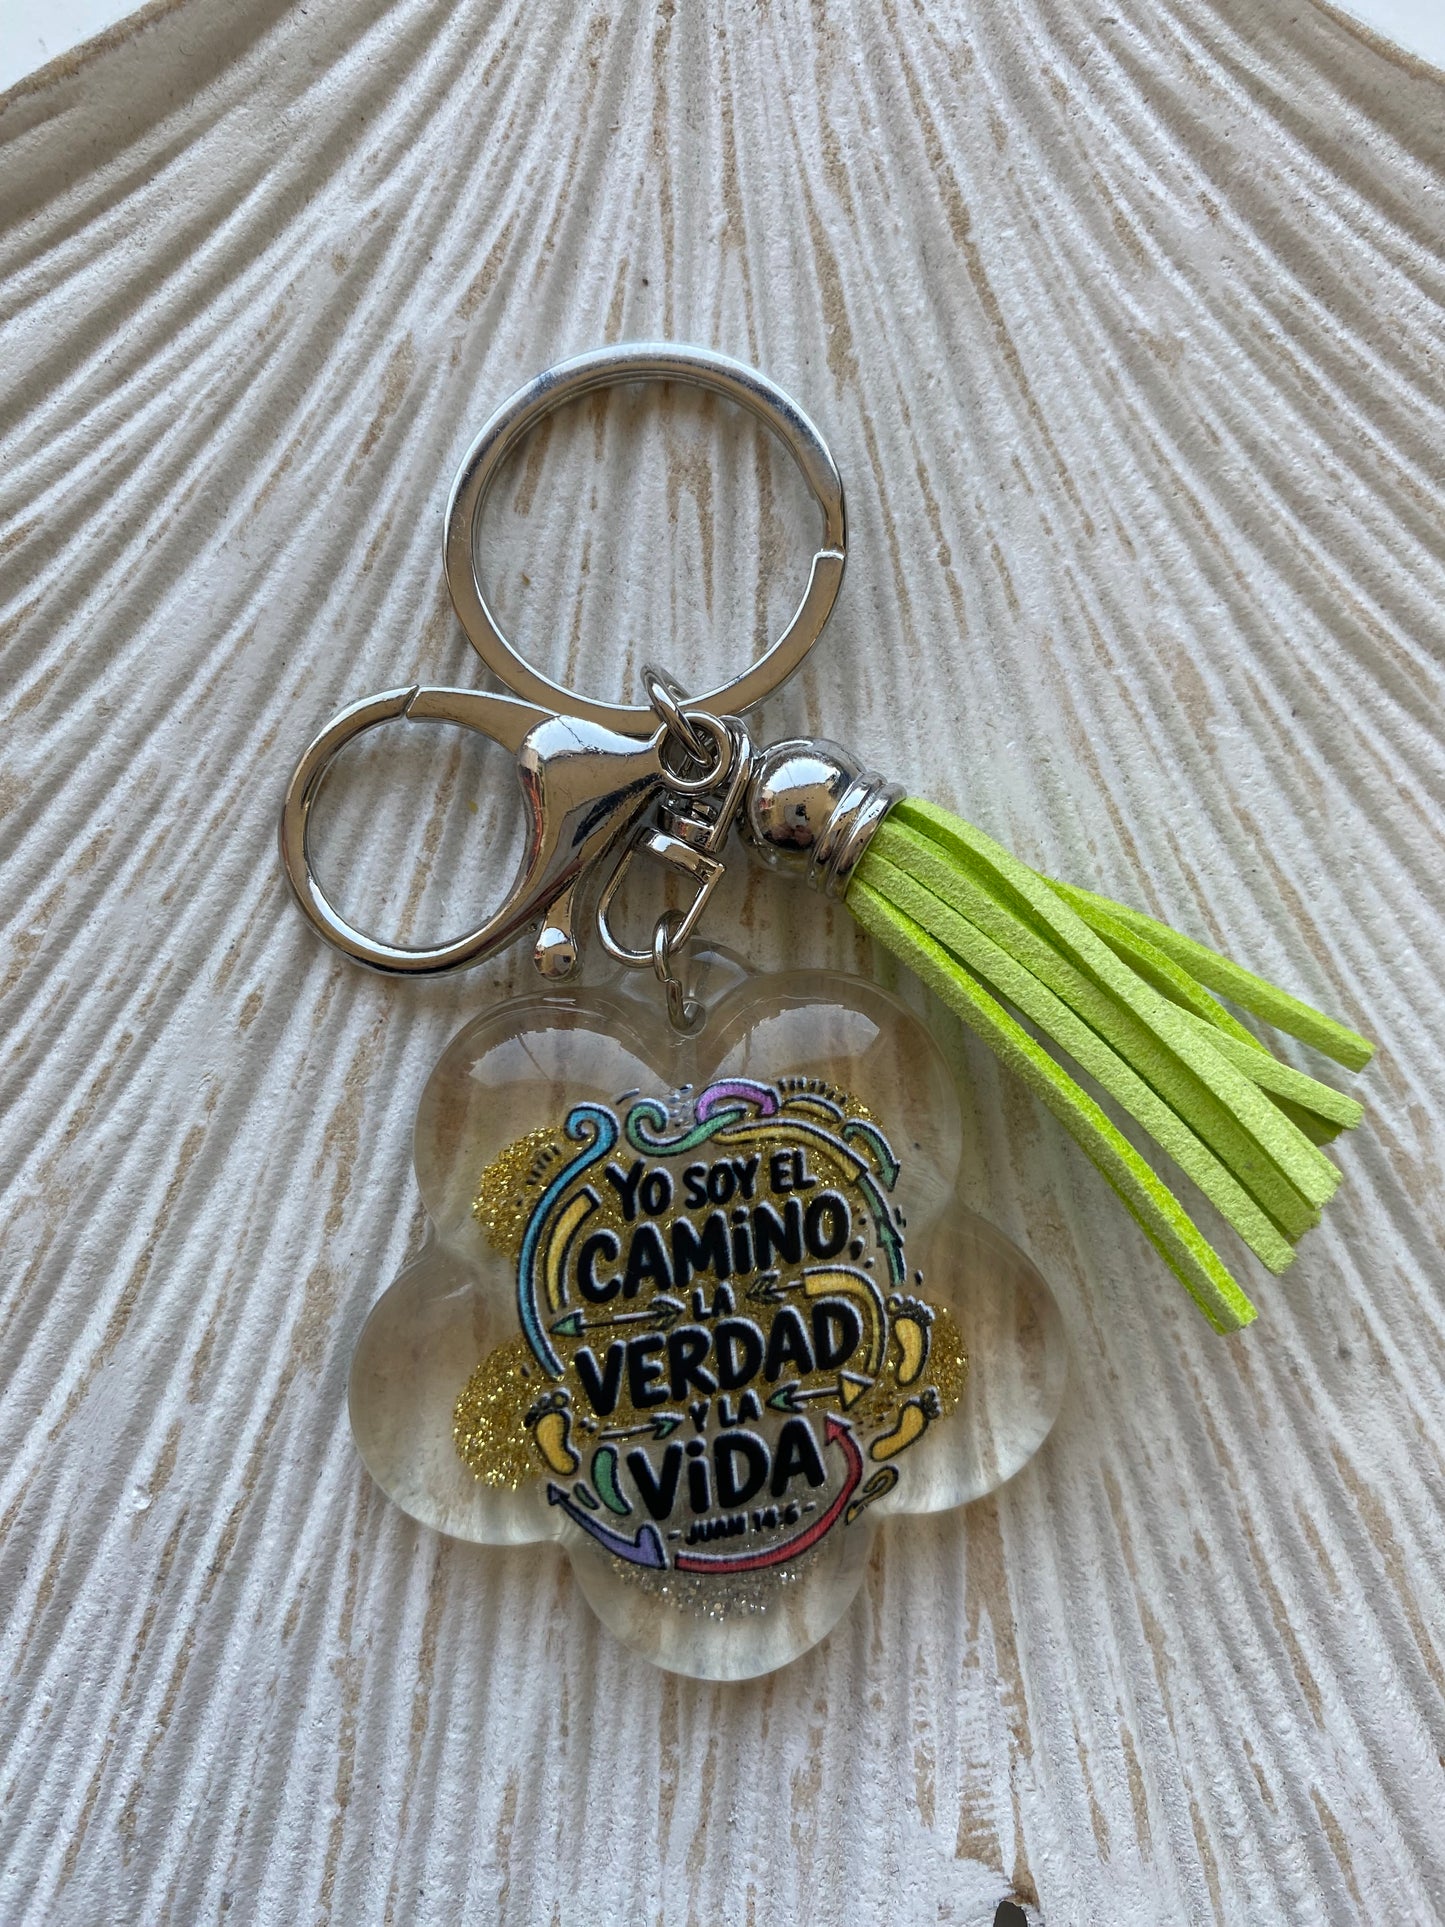 YO SOY EL
CAMiNO,
LA
VERDAD
Y LA
ViDA
- JUAN 14:6 -